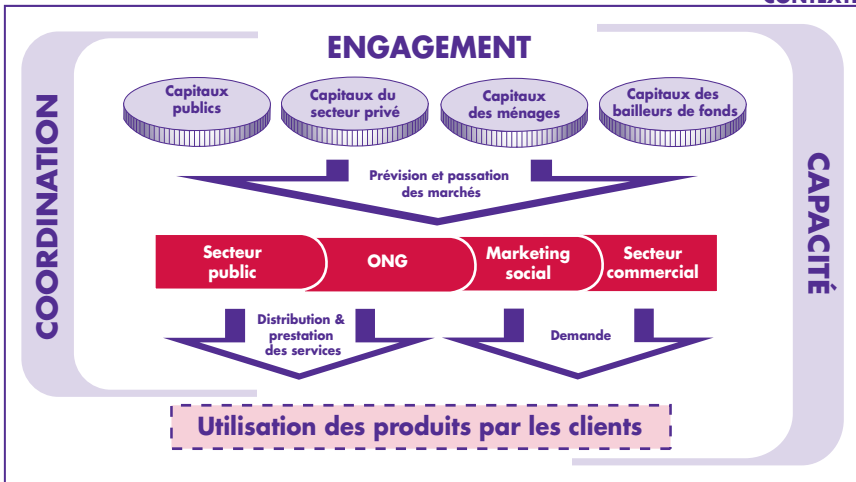 ENGAGEMENT
COORDINATION
CAPACITÉ
Capitaux
publics
Capitaux du
secteur privé
Capitaux
des ménages
Capitaux des
bailleurs de fonds
Prévision et passation
des marchés
Secteur
public
ONG
Marketing
social
Secteur
commercial
Distribution &
prestation
des services
Demande
Utilisation des produits par les clients